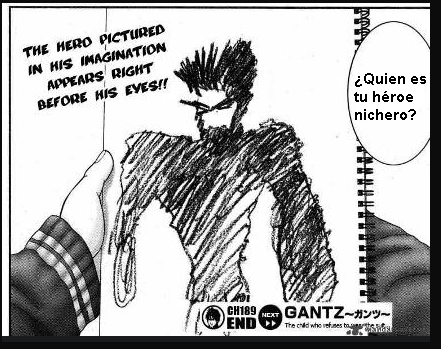 THE HERO PICTURED
IN HIS IMAGINATION
APPEARS RIGHT
BEFORE HIS EYES!!
¿Quien es
tu héroe
nichero?
CH189
END
NEXT
GANTZ～ガンツ～
The child who refuses to